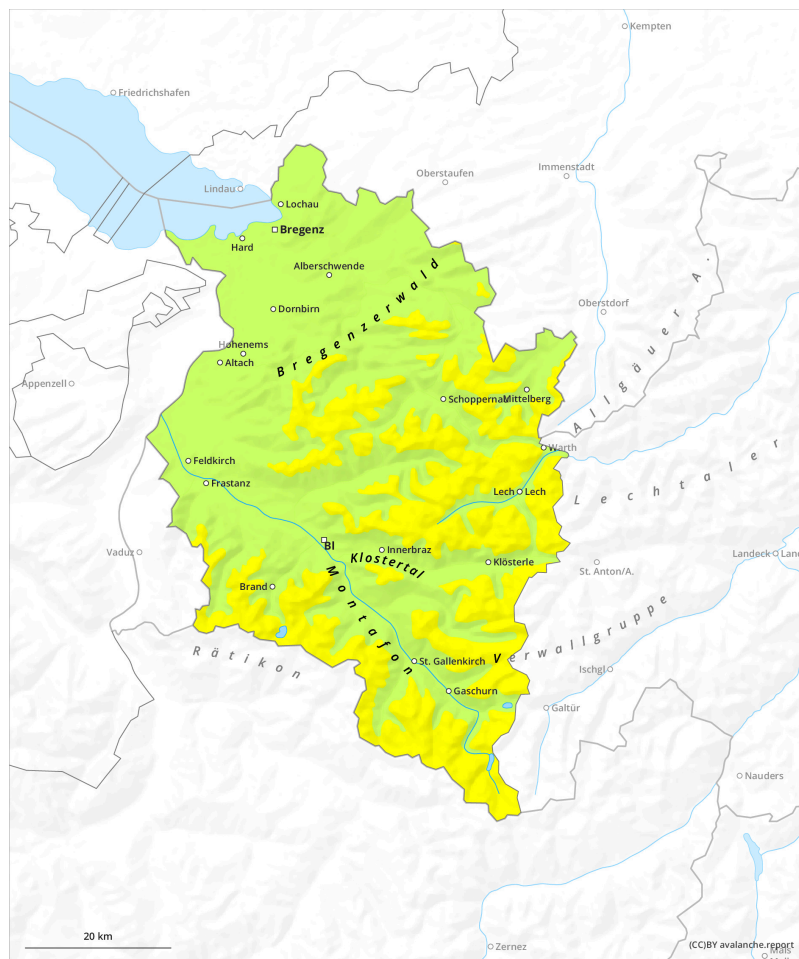 Kempten
Friedrichshafen
Immenstadt
Oberstaufen
Lindau
Lochau
Bregenz
Hard
Alberschwende
Oberstdorf
Dornbirn
Bregenzerwald
Allgäuer A.
Hohenems
Altach
Appenzell
Schoppernau
Mittelberg
Warth
Feldkirch
Frastanz
Lech
Lech
Lechtaler
Bl
Innerbraz
Klostertal
Vaduz
Klösterle
St. Anton/A.
Landeck
Lan
Brand
Montafon
Verwallgruppe
Rätikon
St. Gallenkirch
Ischgl
Gaschurn
Galtür
Nauders
20 km
Zernez
(CC)BY avalanche.report